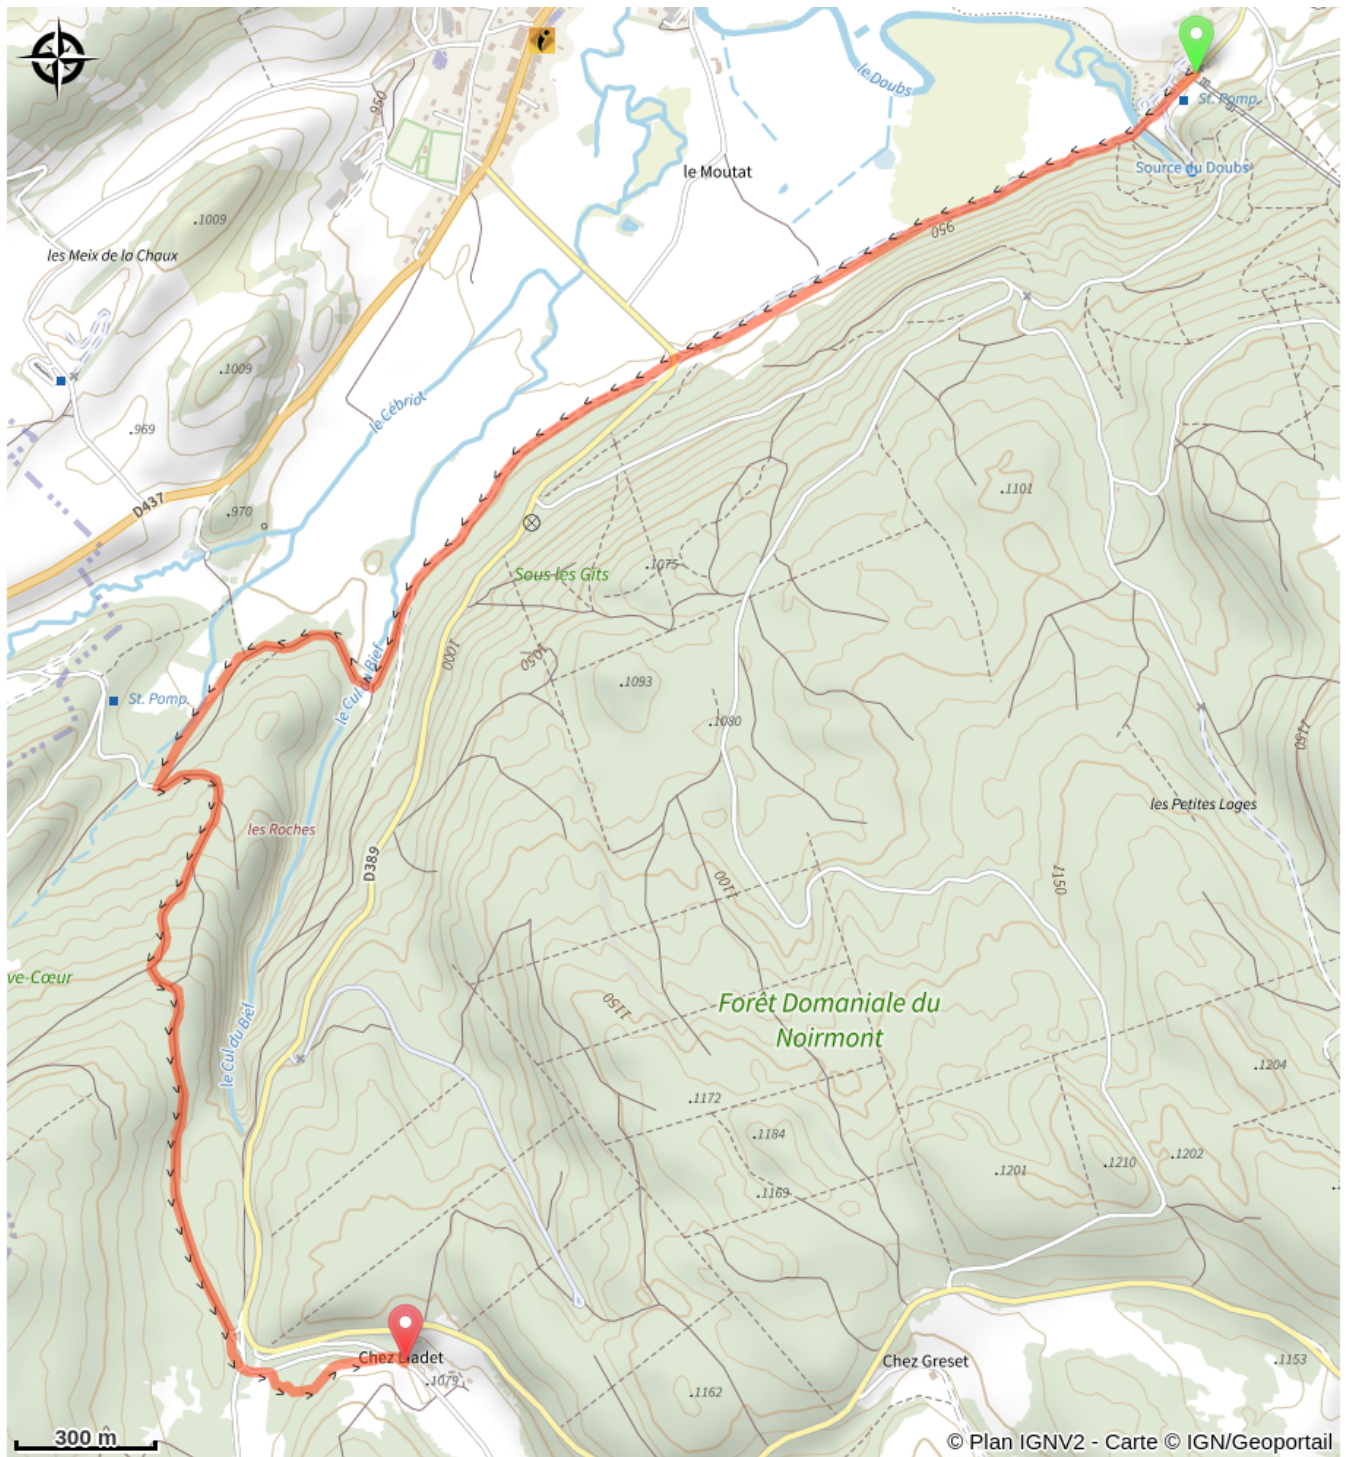 950
le Doubs
St. Pomp.
Source du Doubs
le Moutat
.1009
950
les Meix de la Chaux
.1009
le Cébriot
.969
.1101
D437
.970
.1075
Sous les Gits
1000
1050
le Cul du Bief
.1093
St. Pomp.
.1080
1150
les Petites Loges
les Roches
D389
1100
1150
ve-Cœur
1150
Forêt Domaniale du
Noirmont
le Cul du Bief
.1204
.1172
.1184
.1202
.1210
.1201
.1169
Chez Liadet
Chez Greset
.1153
.1079
.1162
300 m
© Plan IGNV2 - Carte © IGN/Geoportail